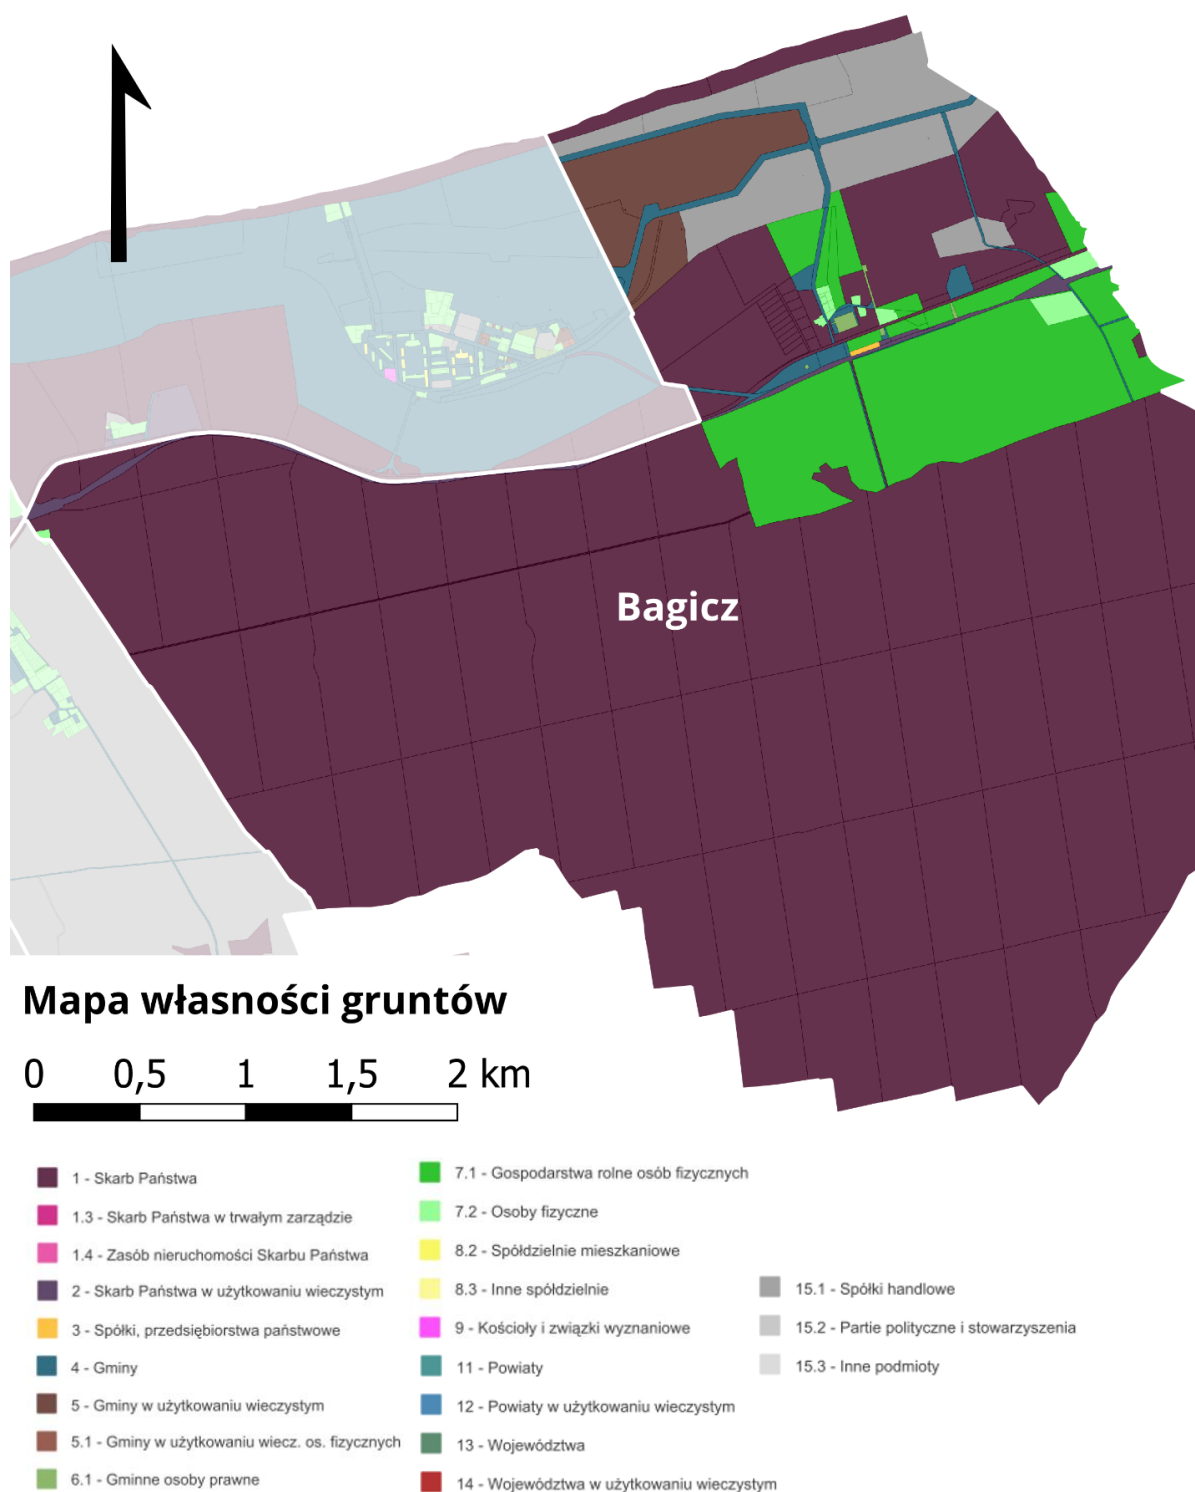 Bagicz
Mapa własności gruntów
0 0,5 1 1,5 2 km
1 - Skarb Państwa
1.3 - Skarb Państwa w trwałym zarządzie
1.4 - Zasób nieruchomości Skarbu Państwa
2 - Skarb Państwa w użytkowaniu wieczystym
3 - Spółki, przedsiębiorstwa państwowe
4 - Gminy
5 - Gminy w użytkowaniu wieczystym
5.1 - Gminy w użytkowaniu wiecz. os. fizycznych
6.1 - Gminne osoby prawne
7.1 - Gospodarstwa rolne osób fizycznych
7.2 - Osoby fizyczne
8.2 - Spółdzielnie mieszkaniowe
8.3 - Inne spółdzielnie
9 - Kościoły i związki wyznaniowe
11 - Powiaty
12 - Powiaty w użytkowaniu wieczystym
13 - Województwa
14 - Województwa w użytkowaniu wieczystym
15.1 - Spółki handlowe
15.2 - Partie polityczne i stowarzyszenia
15.3 - Inne podmioty